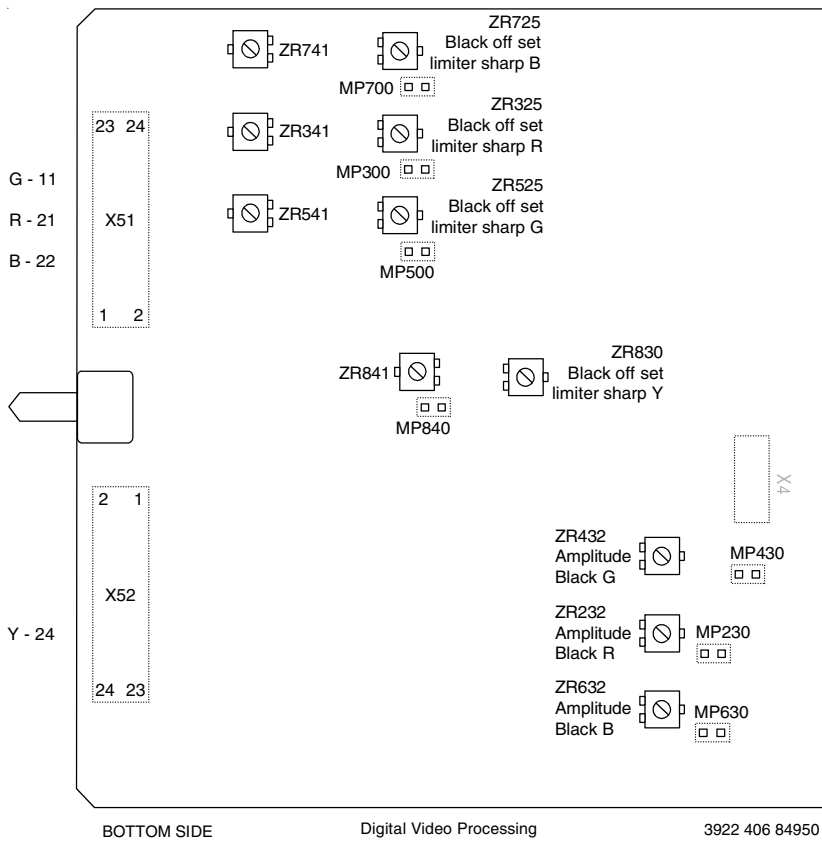 ZR725
Black off set
limiter sharp B
ZR741
MP700
ZR325
Black off set
limiter sharp R
ZR341
MP300
ZR525
Black off set
limiter sharp G
ZR541
MP500
23 24
G - 11
R - 21
X51
B - 22
1 2
ZR841
MP840
ZR830
Black off set
limiter sharp Y
X4
2 1
X52
Y - 24
24 23
ZR432
Amplitude
Black G
MP430
ZR232
Amplitude
Black R
MP230
ZR632
Amplitude
Black B
MP630
BOTTOM SIDE
Digital Video Processing
3922 406 84950